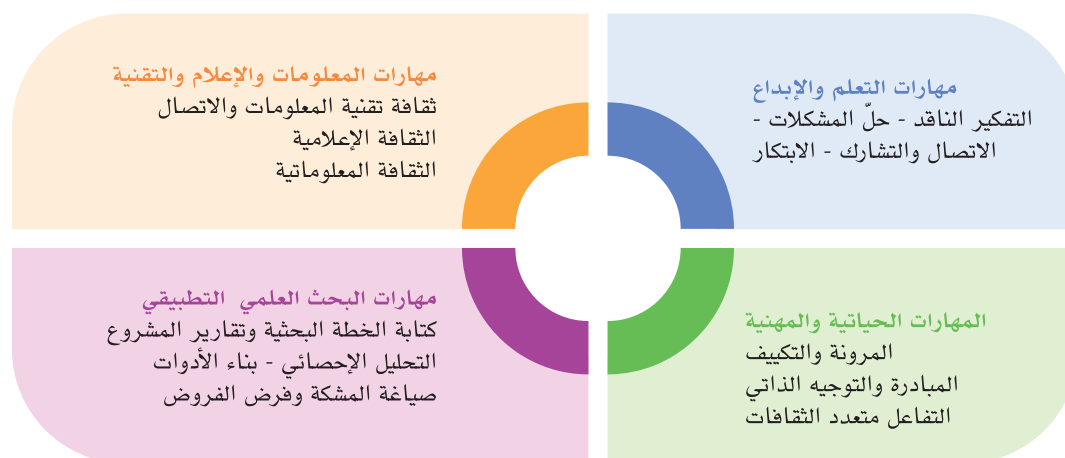 مهارات التعلم والإبداع
التفكير الناقد - حلّ المشكلات -
الاتصال والتشارك - الابتكار
مهارات المعلومات والإعلام والتقنية
ثقافة تقنية المعلومات والاتصال
الثقافة الإعلامية
الثقافة المعلوماتية
المهارات الحياتية والمهنية
المرونة والتكييف
المبادرة والتوجيه الذاتي
التفاعل متعدد الثقافات
مهارات البحث العلمي التطبيقي
كتابة الخطة البحثية وتقارير المشروع
التحليل الإحصائي - بناء الأدوات
صياغة المشكة وفرض الفروض